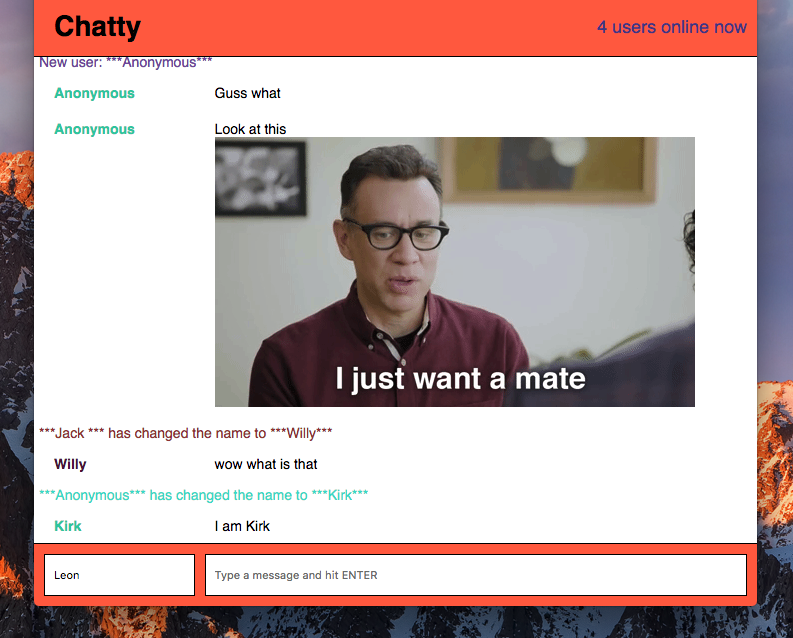 Chatty
4 users online now
New user: ***Anonymous***
Anonymous Guss what
Anonymous Look at this
I just want a mate
***Jack *** has changed the name to ***Willy***
Willy wow what is that
***Anonymous*** has changed the name to ***Kirk***
Kirk I am Kirk
Leon Type a message and hit ENTER